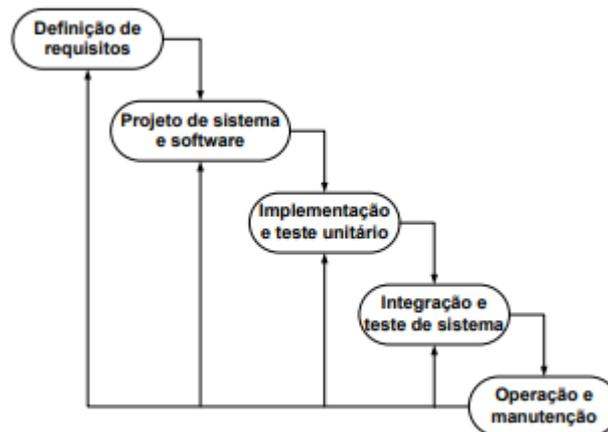 Definição de
requisitos
Projeto de sistema
e software
Implementação
e teste unitário
Integração e
teste de sistema
Operação e
manutenção